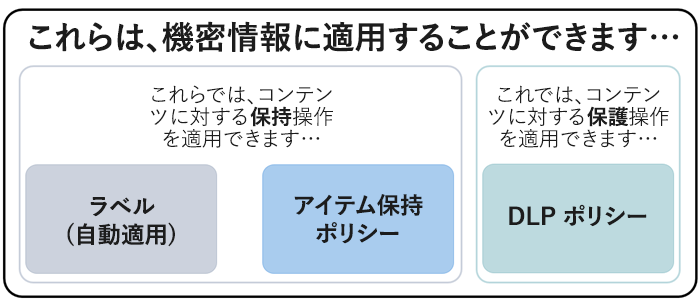 これらは、機密情報に適用することができます…
これらでは、コンテン
ツに対する保持操作
を適用できます…
ラベル
(自動適用)
アイテム保持
ポリシー
これでは、コンテン
ツに対する保護操作
を適用できます…
DLP ポリシー